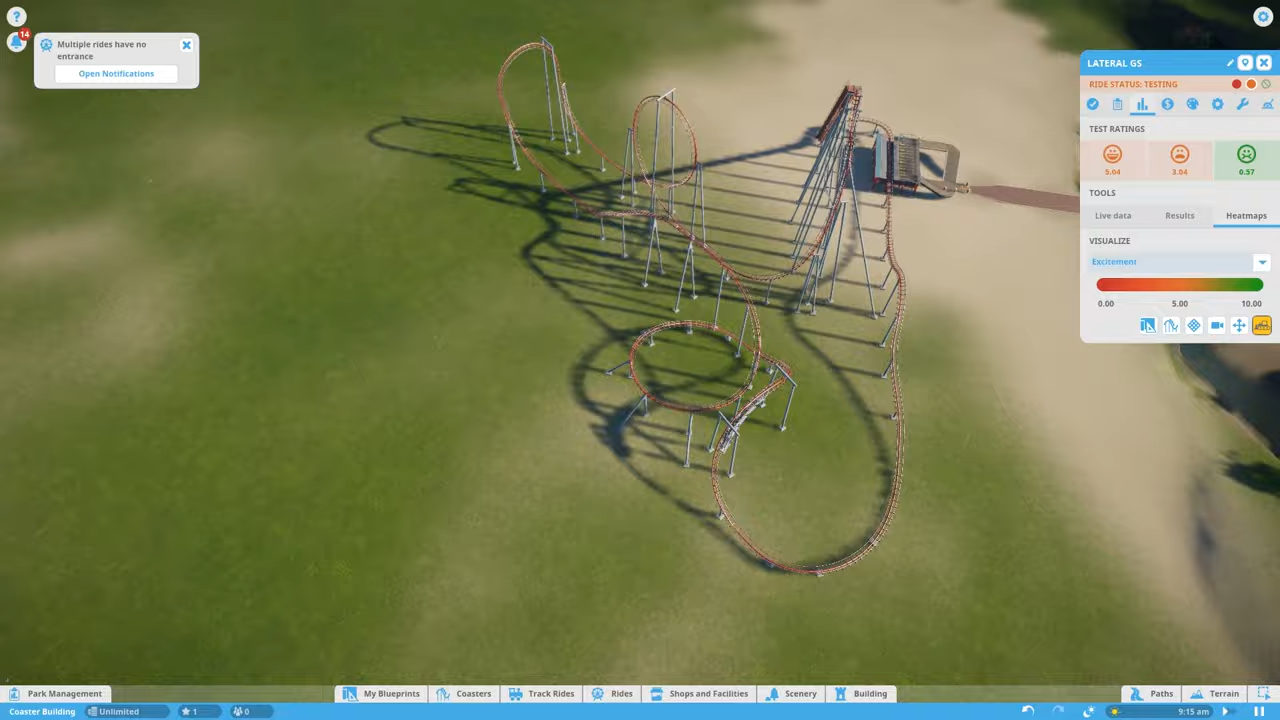 ?
14
Multiple rides have no
entrance
Open Notifications
LATERAL GS
RIDE STATUS: TESTING
TEST RATINGS
5.04 3.04 0.57
TOOLS
Live data Results Heatmaps
VISUALIZE
Excitement
0.00 5.00 10.00
Park Management My Blueprints Coasters Track Rides Rides Shops and Facilities Scenery Building Paths Terrain
Coaster Building Unlimited 1 0 9:15 am